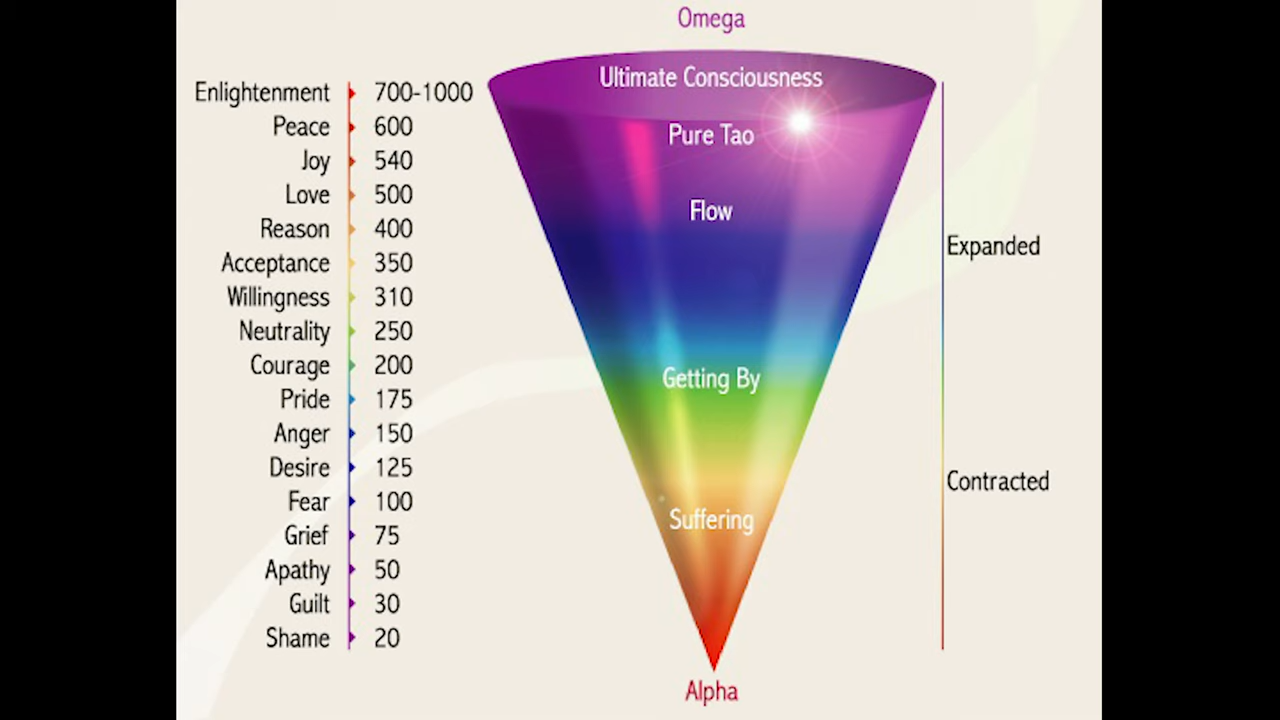 Omega
Ultimate Consciousness
Enlightenment 700-1000
Peace 600
Pure Tao
Joy 540
Love 500
Flow
Reason 400
Expanded
Acceptance 350
Willingness 310
Neutrality 250
Courage 200
Getting By
Pride 175
Anger 150
Desire 125
Contracted
Fear 100
Suffering
Grief 75
Apathy 50
Guilt 30
Shame 20
Alpha